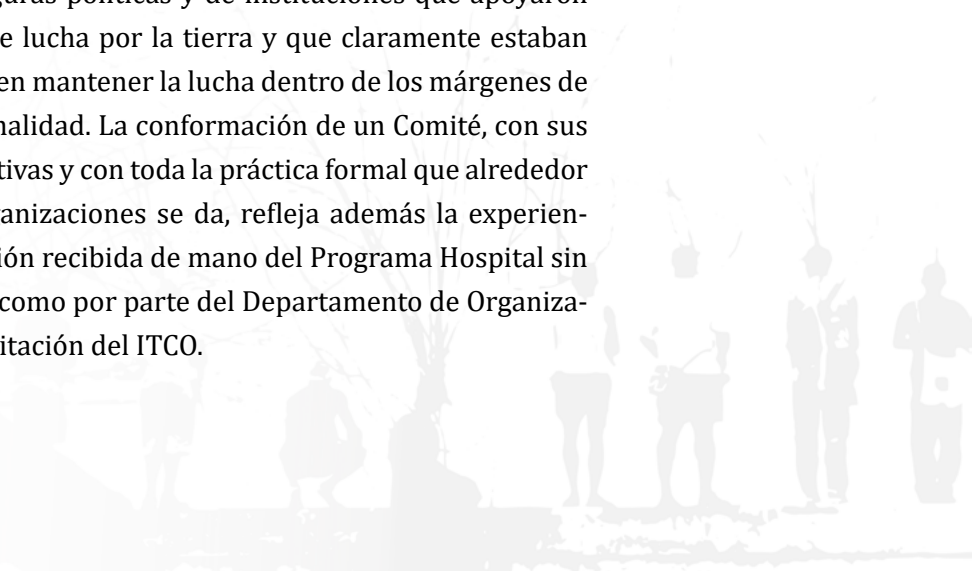 guras políticas y de instituciones que apoyaron
e lucha por la tierra y que claramente estaban
en mantener la lucha dentro de los márgenes de
nalidad. La conformación de un Comité, con sus
tivas y con toda la práctica formal que alrededor
ganizaciones se da, refleja además la experien-
ión recibida de mano del Programa Hospital sin
como por parte del Departamento de Organiza-
itación del ITCO.